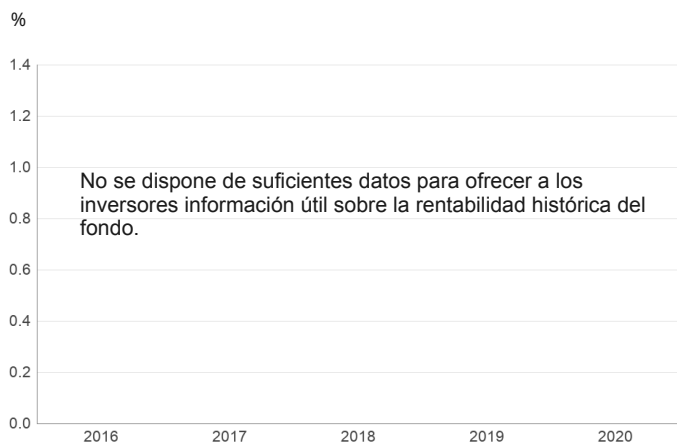 %
1.4
1.2
1.0
No se dispone de suficientes datos para ofrecer a los
inversores información útil sobre la rentabilidad histórica del
0.8
fondo.
0.6
0.4
0.2
0.0
2016 2017 2018 2019 2020